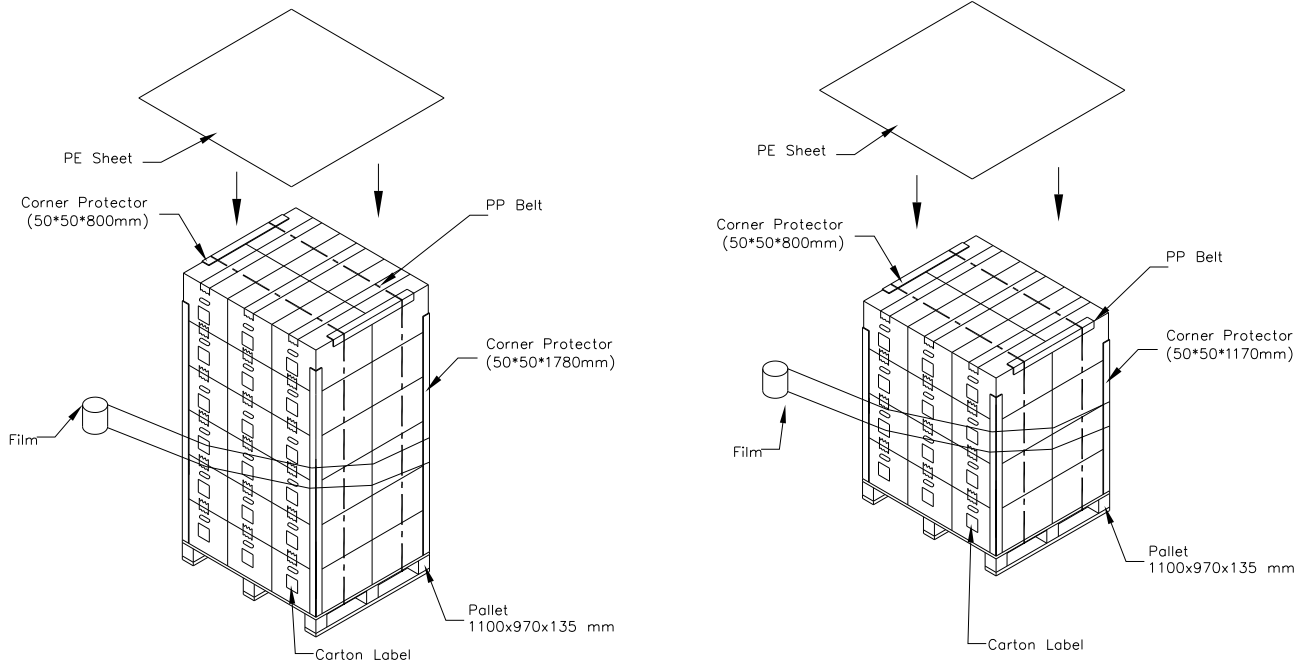 PE Sheet
Corner Protector
(50*50*800mm)
PP Belt
Corner Protector
(50*50*1780mm)
Film
Pallet
1100x970x135 mm
Carton Label
PE Sheet
Corner Protector
(50*50*800mm)
PP Belt
Corner Protector
(50*50*1170mm)
Film
Pallet
1100x970x135 mm
Carton Label